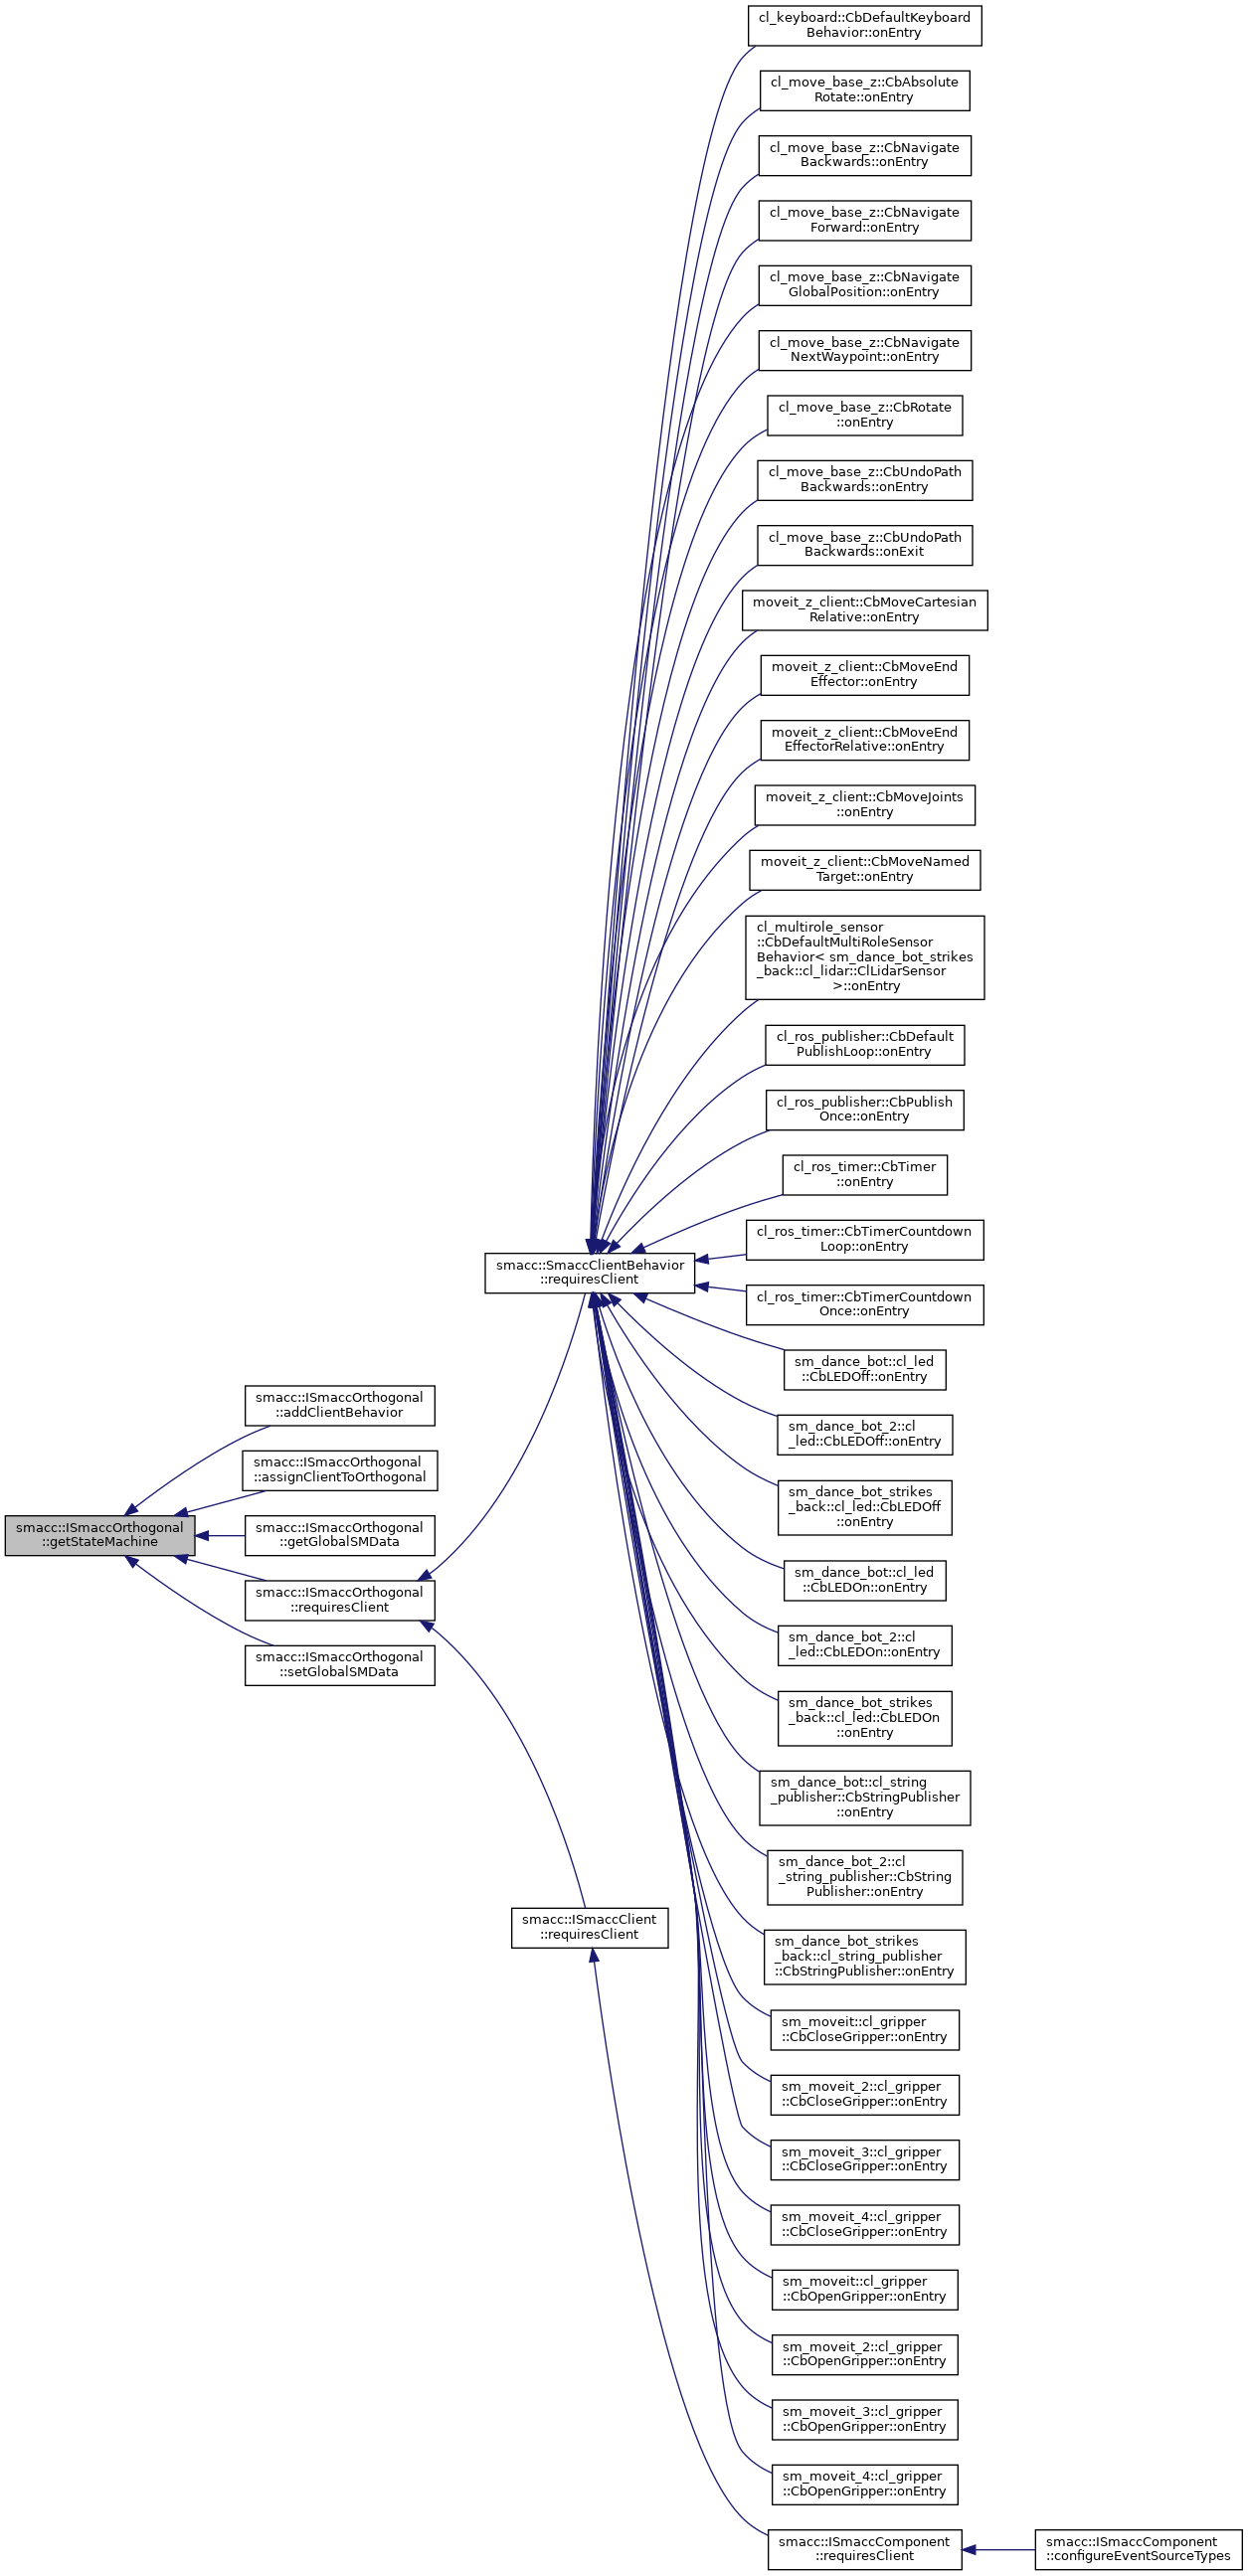 cl_keyboard::CbDefaultKeyboard
Behavior::onEntry
cl_move_base_z::CbAbsolute
Rotate::onEntry
cl_move_base_z::CbNavigate
Backwards::onEntry
cl_move_base_z::CbNavigate
Forward::onEntry
cl_move_base_z::CbNavigate
GlobalPosition::onEntry
cl_move_base_z::CbNavigate
NextWaypoint::onEntry
cl_move_base_z::CbRotate
::onEntry
cl_move_base_z::CbUndoPath
Backwards::onEntry
cl_move_base_z::CbUndoPath
Backwards::onExit
moveit_z_client::CbMoveCartesian
Relative::onEntry
moveit_z_client::CbMoveEnd
Effector::onEntry
moveit_z_client::CbMoveEnd
EffectorRelative::onEntry
moveit_z_client::CbMoveJoints
::onEntry
moveit_z_client::CbMoveNamed
Target::onEntry
cl_multirole_sensor
::CbDefaultMultiRoleSensor
Behavior< sm_dance_bot_strikes
_back::cl_lidar::ClLidarSensor
>::onEntry
cl_ros_publisher::CbDefault
PublishLoop::onEntry
cl_ros_publisher::CbPublish
Once::onEntry
cl_ros_timer::CbTimer
::onEntry
cl_ros_timer::CbTimerCountdown
Loop::onEntry
smacc::SmaccClientBehavior
::requiresClient
cl_ros_timer::CbTimerCountdown
Once::onEntry
sm_dance_bot::cl_led
::CbLEDOff::onEntry
smacc::ISmaccOrthogonal
::addClientBehavior
sm_dance_bot_2::cl
_led::CbLEDOff::onEntry
smacc::ISmaccOrthogonal
::assignClientToOrthogonal
sm_dance_bot_strikes
_back::cl_led::CbLEDOff
::onEntry
smacc::ISmaccOrthogonal
::getStateMachine
smacc::ISmaccOrthogonal
::getGlobalSMData
sm_dance_bot::cl_led
::CbLEDOn::onEntry
smacc::ISmaccOrthogonal
::requiresClient
sm_dance_bot_2::cl
_led::CbLEDOn::onEntry
smacc::ISmaccOrthogonal
::setGlobalSMData
sm_dance_bot_strikes
_back::cl_led::CbLEDOn
::onEntry
sm_dance_bot::cl_string
_publisher::CbStringPublisher
::onEntry
sm_dance_bot_2::cl
_string_publisher::CbString
Publisher::onEntry
smacc::ISmaccClient
::requiresClient
sm_dance_bot_strikes
_back::cl_string_publisher
::CbStringPublisher::onEntry
sm_moveit::cl_gripper
::CbCloseGripper::onEntry
sm_moveit_2::cl_gripper
::CbCloseGripper::onEntry
sm_moveit_3::cl_gripper
::CbCloseGripper::onEntry
sm_moveit_4::cl_gripper
::CbCloseGripper::onEntry
sm_moveit::cl_gripper
::CbOpenGripper::onEntry
sm_moveit_2::cl_gripper
::CbOpenGripper::onEntry
sm_moveit_3::cl_gripper
::CbOpenGripper::onEntry
sm_moveit_4::cl_gripper
::CbOpenGripper::onEntry
smacc::ISmaccComponent
::requiresClient
smacc::ISmaccComponent
::configureEventSourceTypes